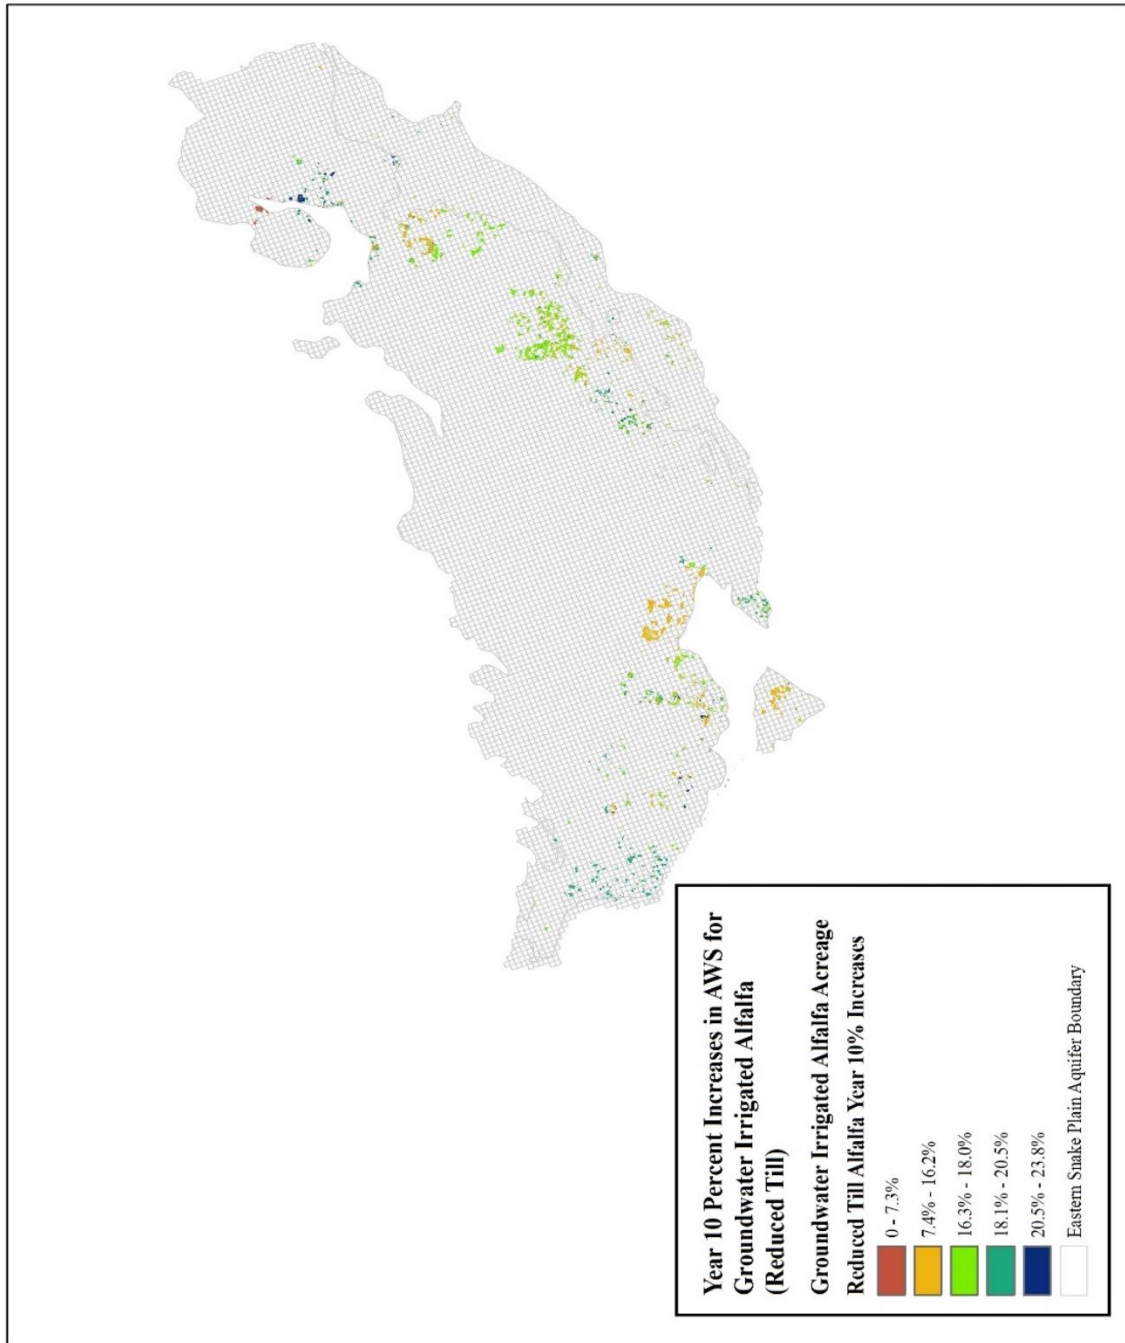 Year 10 Percent Increases in AWS for
Groundwater Irrigated Alfalfa
(Reduced Till)
Groundwater Irrigated Alfalfa Acreage
Reduced Till Alfalfa Year 10% Increases
0 - 7.3%
7.4% - 16.2%
16.3% - 18.0%
18.1% - 20.5%
20.5% - 23.8%
Eastern Snake Plain Aquifer Boundary